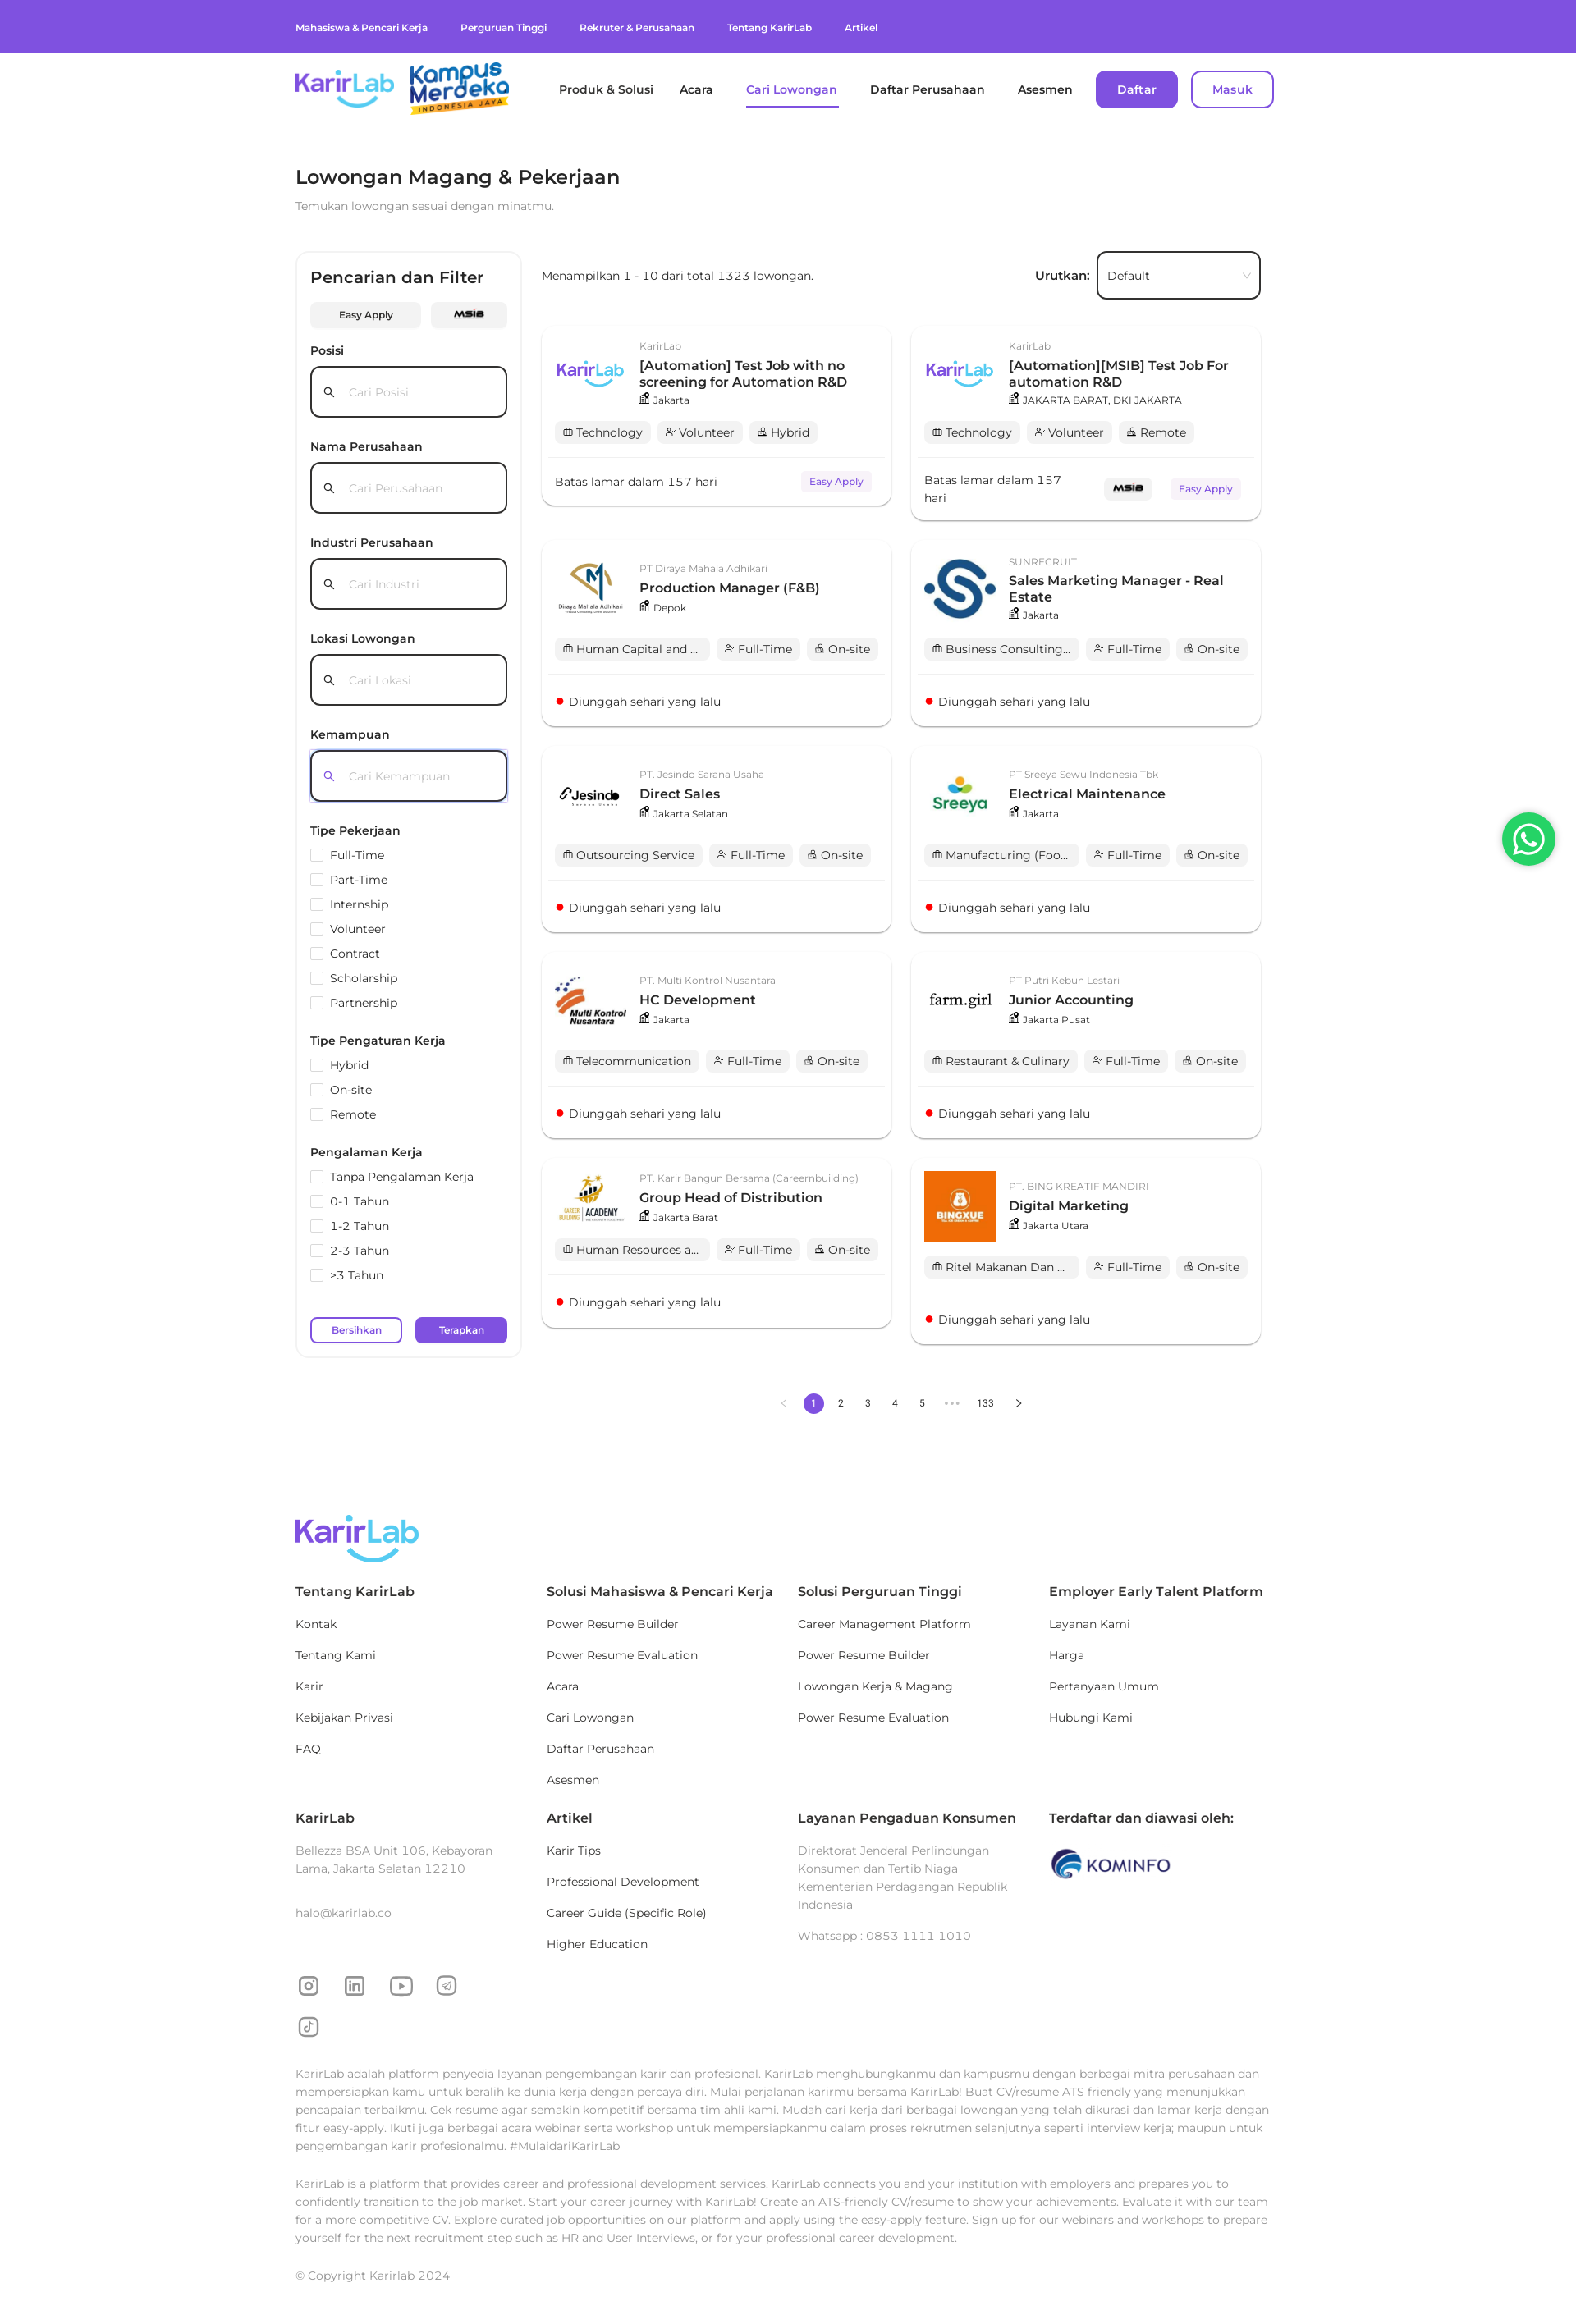 Mahasiswa & Pencari Kerja
Perguruan Tinggi
Rekruter & Perusahaan
Tentang KarirLab
Artikel
KarirLab
Kampus
Merdeka
INDONESIA JAYA
Produk & Solusi
Acara
Cari Lowongan
Daftar Perusahaan
Asesmen
Daftar
Masuk
Lowongan Magang & Pekerjaan
Temukan lowongan sesuai dengan minatmu.
Pencarian dan Filter
Easy Apply
MSIB
Posisi
Cari Posisi
Nama Perusahaan
Cari Perusahaan
Industri Perusahaan
Cari Industri
Lokasi Lowongan
Cari Lokasi
Kemampuan
Cari Kemampuan
Tipe Pekerjaan
Full-Time
Part-Time
Internship
Volunteer
Contract
Scholarship
Partnership
Tipe Pengaturan Kerja
Hybrid
On-site
Remote
Pengalaman Kerja
Tanpa Pengalaman Kerja
0-1 Tahun
1-2 Tahun
2-3 Tahun
>3 Tahun
Bersihkan
Terapkan
Menampilkan 1 - 10 dari total 1323 lowongan.
Urutkan:
Default
KarirLab
KarirLab
[Automation] Test Job with no
screening for Automation R&D
Jakarta
Technology
Volunteer
Hybrid
Batas lamar dalam 157 hari
Easy Apply
KarirLab
KarirLab
[Automation][MSIB] Test Job For
automation R&D
JAKARTA BARAT, DKI JAKARTA
Technology
Volunteer
Remote
Batas lamar dalam 157
hari
MSIB
Easy Apply
Diraya Mahala Adhikari
PT Diraya Mahala Adhikari
Production Manager (F&B)
Depok
Human Capital and ...
Full-Time
On-site
Diunggah sehari yang lalu
SUNRECRUIT
Sales Marketing Manager - Real
Estate
Jakarta
Business Consulting...
Full-Time
On-site
Diunggah sehari yang lalu
Jesindo
Sarana Usaha
PT. Jesindo Sarana Usaha
Direct Sales
Jakarta Selatan
Outsourcing Service
Full-Time
On-site
Diunggah sehari yang lalu
Sreeya
PT Sreeya Sewu Indonesia Tbk
Electrical Maintenance
Jakarta
Manufacturing (Foo...
Full-Time
On-site
Diunggah sehari yang lalu
Multi Kontrol
Nusantara
PT. Multi Kontrol Nusantara
HC Development
Jakarta
Telecommunication
Full-Time
On-site
Diunggah sehari yang lalu
farm.girl
PT Putri Kebun Lestari
Junior Accounting
Jakarta Pusat
Restaurant & Culinary
Full-Time
On-site
Diunggah sehari yang lalu
CAREER
BUILDING
ACADEMY
PT. Karir Bangun Bersama (Careernbuilding)
Group Head of Distribution
Jakarta Barat
Human Resources a...
Full-Time
On-site
Diunggah sehari yang lalu
BINGXUE
PT. BING KREATIF MANDIRI
Digital Marketing
Jakarta Utara
Ritel Makanan Dan ...
Full-Time
On-site
Diunggah sehari yang lalu
1
2
3
4
5
•••
133
KarirLab
Tentang KarirLab
Kontak
Tentang Kami
Karir
Kebijakan Privasi
FAQ
Solusi Mahasiswa & Pencari Kerja
Power Resume Builder
Power Resume Evaluation
Acara
Cari Lowongan
Daftar Perusahaan
Asesmen
Solusi Perguruan Tinggi
Career Management Platform
Power Resume Builder
Lowongan Kerja & Magang
Power Resume Evaluation
Employer Early Talent Platform
Layanan Kami
Harga
Pertanyaan Umum
Hubungi Kami
KarirLab
Bellezza BSA Unit 106, Kebayoran
Lama, Jakarta Selatan 12210
halo@karirlab.co
Artikel
Karir Tips
Professional Development
Career Guide (Specific Role)
Higher Education
Layanan Pengaduan Konsumen
Direktorat Jenderal Perlindungan
Konsumen dan Tertib Niaga
Kementerian Perdagangan Republik
Indonesia
Whatsapp : 0853 1111 1010
Terdaftar dan diawasi oleh:
KOMINFO
KarirLab adalah platform penyedia layanan pengembangan karir dan profesional. KarirLab menghubungkanmu dan kampusmu dengan berbagai mitra perusahaan dan
mempersiapkan kamu untuk beralih ke dunia kerja dengan percaya diri. Mulai perjalanan karirmu bersama KarirLab! Buat CV/resume ATS friendly yang menunjukkan
pencapaian terbaikmu. Cek resume agar semakin kompetitif bersama tim ahli kami. Mudah cari kerja dari berbagai lowongan yang telah dikurasi dan lamar kerja dengan
fitur easy-apply. Ikuti juga berbagai acara webinar serta workshop untuk mempersiapkanmu dalam proses rekrutmen selanjutnya seperti interview kerja; maupun untuk
pengembangan karir profesionalmu. #MulaidariKarirLab
KarirLab is a platform that provides career and professional development services. KarirLab connects you and your institution with employers and prepares you to
confidently transition to the job market. Start your career journey with KarirLab! Create an ATS-friendly CV/resume to show your achievements. Evaluate it with our team
for a more competitive CV. Explore curated job opportunities on our platform and apply using the easy-apply feature. Sign up for our webinars and workshops to prepare
yourself for the next recruitment step such as HR and User Interviews, or for your professional career development.
© Copyright Karirlab 2024